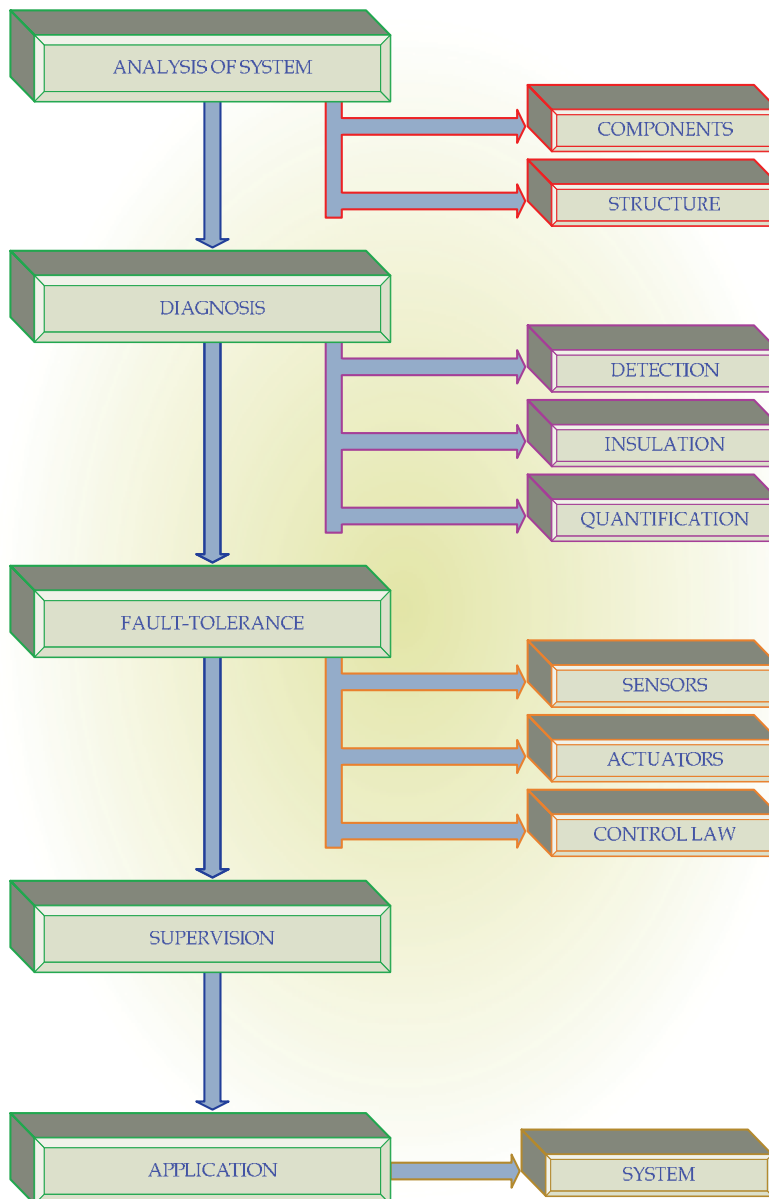 ANALYSIS OF SYSTEM
COMPONENTS
STRUCTURE
DIAGNOSIS
DETECTION
INSULATION
QUANTIFICATION
FAULT-TOLERANCE
SENSORS
ACTUATORS
CONTROL LAW
SUPERVISION
APPLICATION
SYSTEM